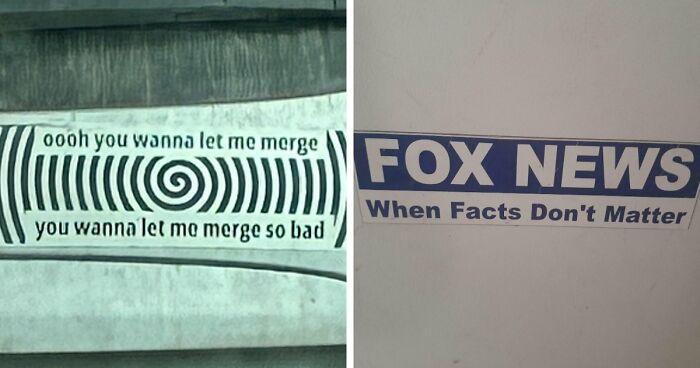 oooh you wanna let me merge
you wanna let me merge so bad
FOX NEWS
When Facts Don't Matter